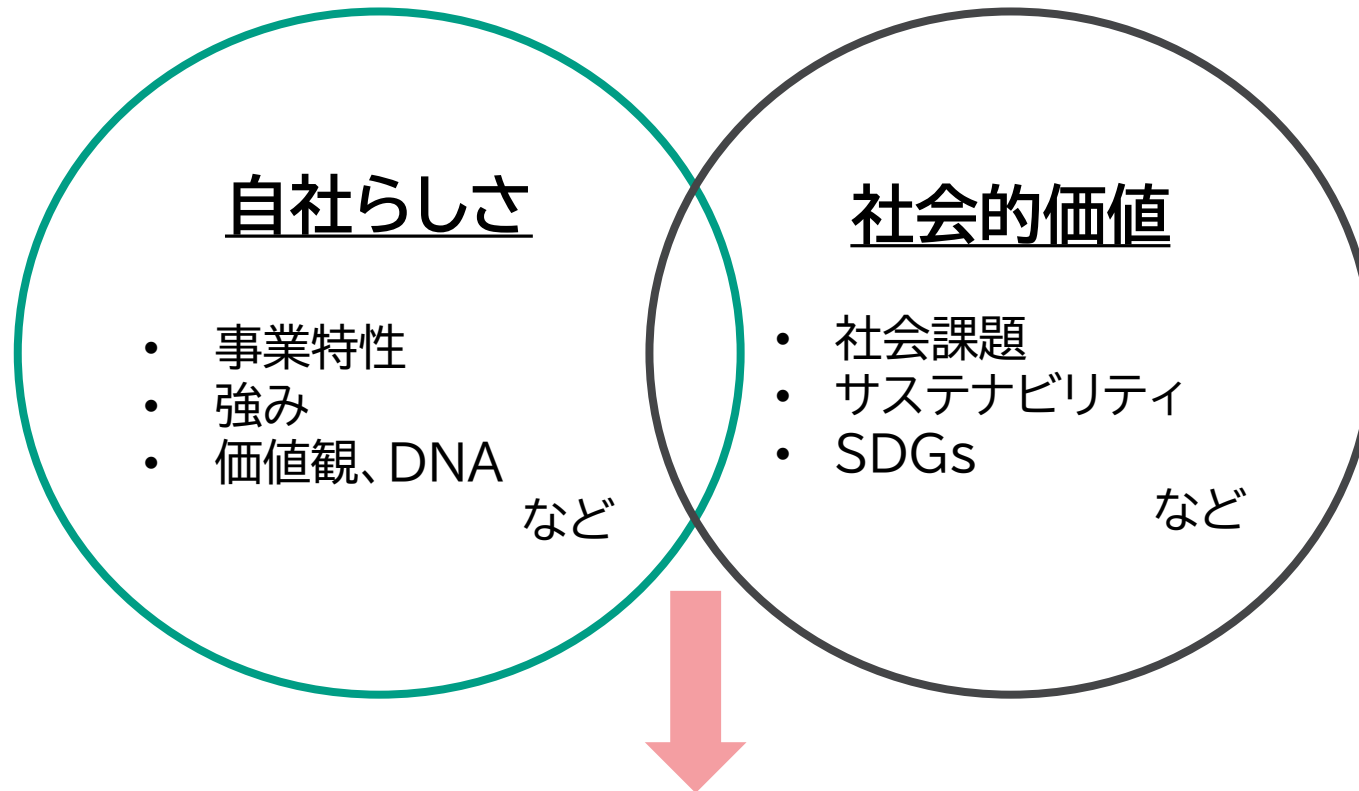 自社らしさ
• 事業特性
• 強み
• 価値観、DNA
など
社会的価値
• 社会課題
• サステナビリティ
• SDGs
など